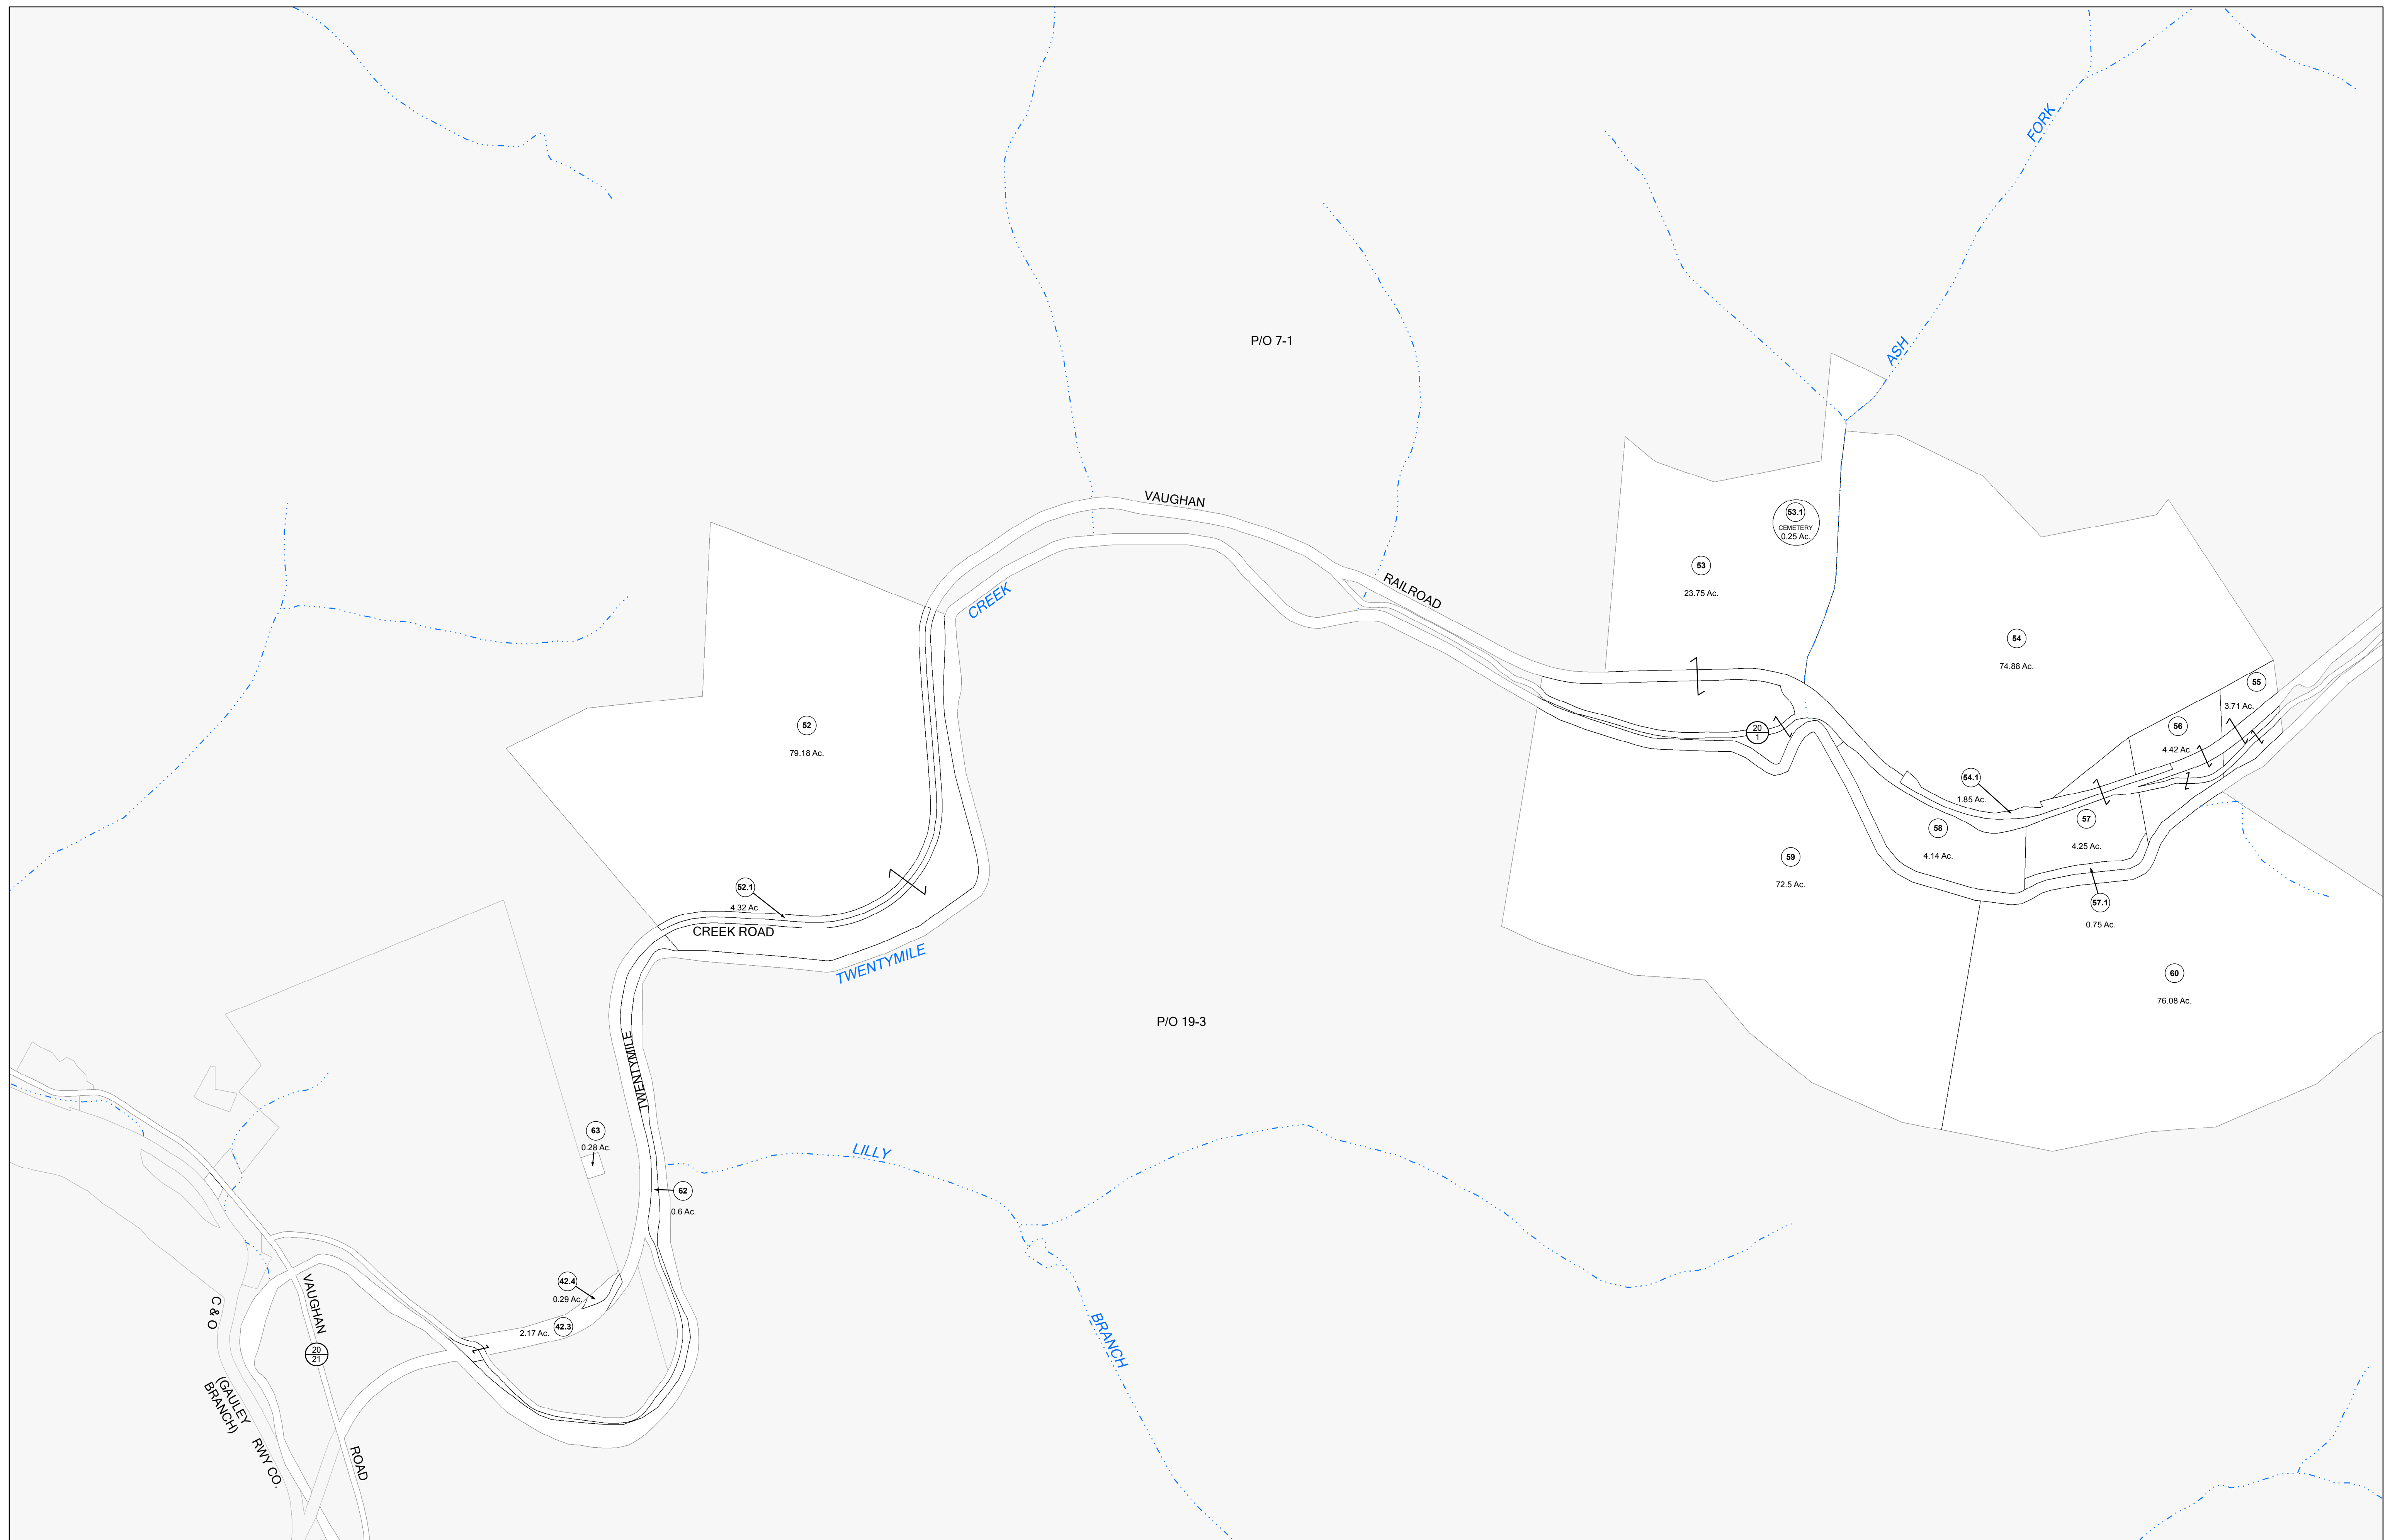 FORK
P/O 7-1
ASH
VAUGHAN
RAILROAD
CREEK
53.1
CEMETERY
0.25 Ac.
53
23.75 Ac.
54
74.88 Ac.
55
3.71 Ac.
56
4.42 Ac.
52
79.18 Ac.
20
1
54.1
1.85 Ac.
57
4.25 Ac.
58
4.14 Ac.
59
72.5 Ac.
52.1
4.32 Ac.
CREEK ROAD
TWENTYMILE
57.1
0.75 Ac.
60
76.08 Ac.
P/O 19-3
TWENTYMILE
63
0.28 Ac.
LILLY
62
0.6 Ac.
42.4
0.29 Ac.
42.3
2.17 Ac.
BRANCH
C & O
VAUGHAN
20
21
(GAULEY
BRANCH)
RWY CO.
ROAD